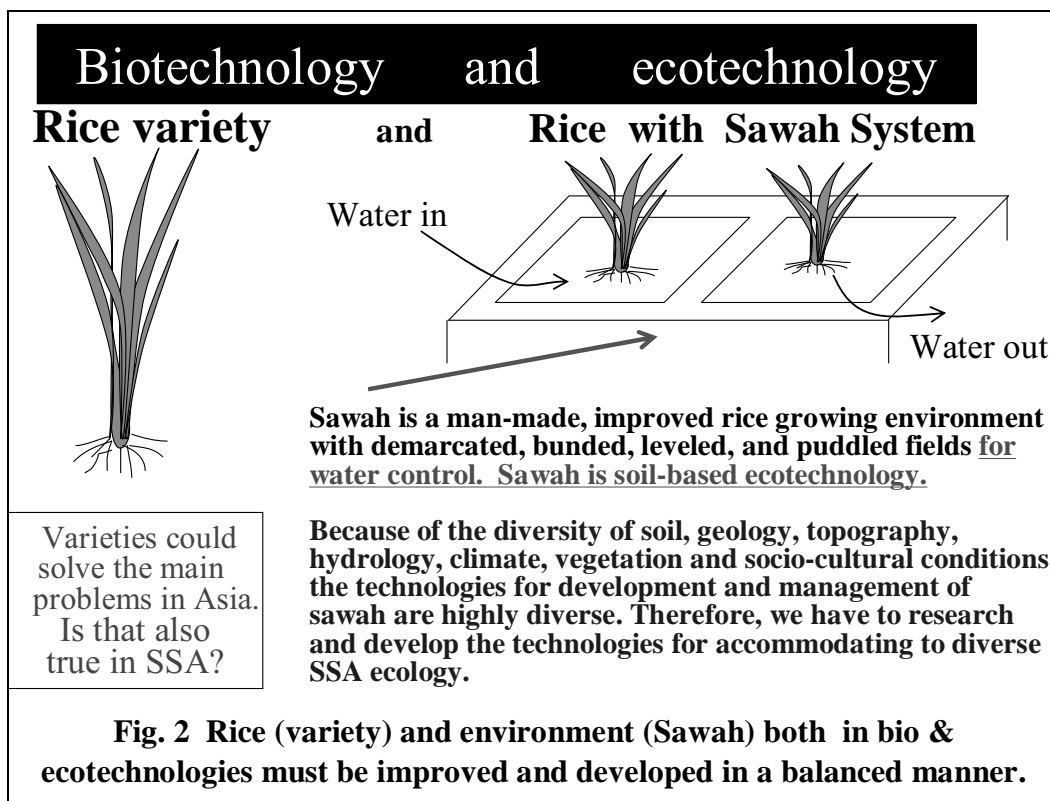 Biotechnology and ecotechnology
Rice variety and Rice with Sawah System
Water in
Water out
Sawah is a man-made, improved rice growing environment
with demarcated, bunded, leveled, and puddled fields for
water control. Sawah is soil-based ecotechnology.
Varieties could
solve the main
problems in Asia.
Is that also
true in SSA?
Because of the diversity of soil, geology, topography,
hydrology, climate, vegetation and socio-cultural conditions
the technologies for development and management of
sawah are highly diverse. Therefore, we have to research
and develop the technologies for accommodating to diverse
SSA ecology.
Fig. 2 Rice (variety) and environment (Sawah) both in bio &
ecotechnologies must be improved and developed in a balanced manner.